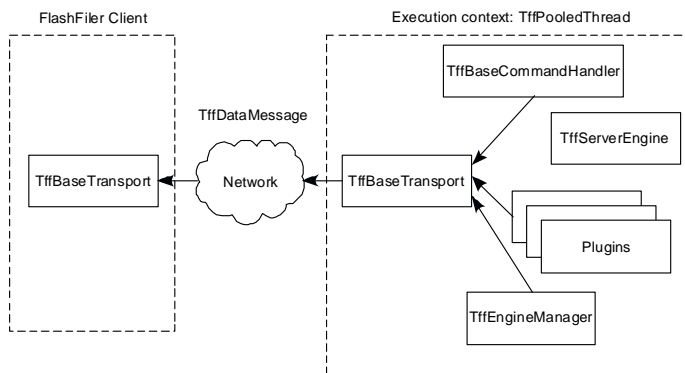 FlashFiler Client
Execution context: TffPooledThread
TffBaseCommandHandler
TffDataMessage
TffServerEngine
TffBaseTransport
Network
TffBaseTransport
Plugins
TffEngineManager